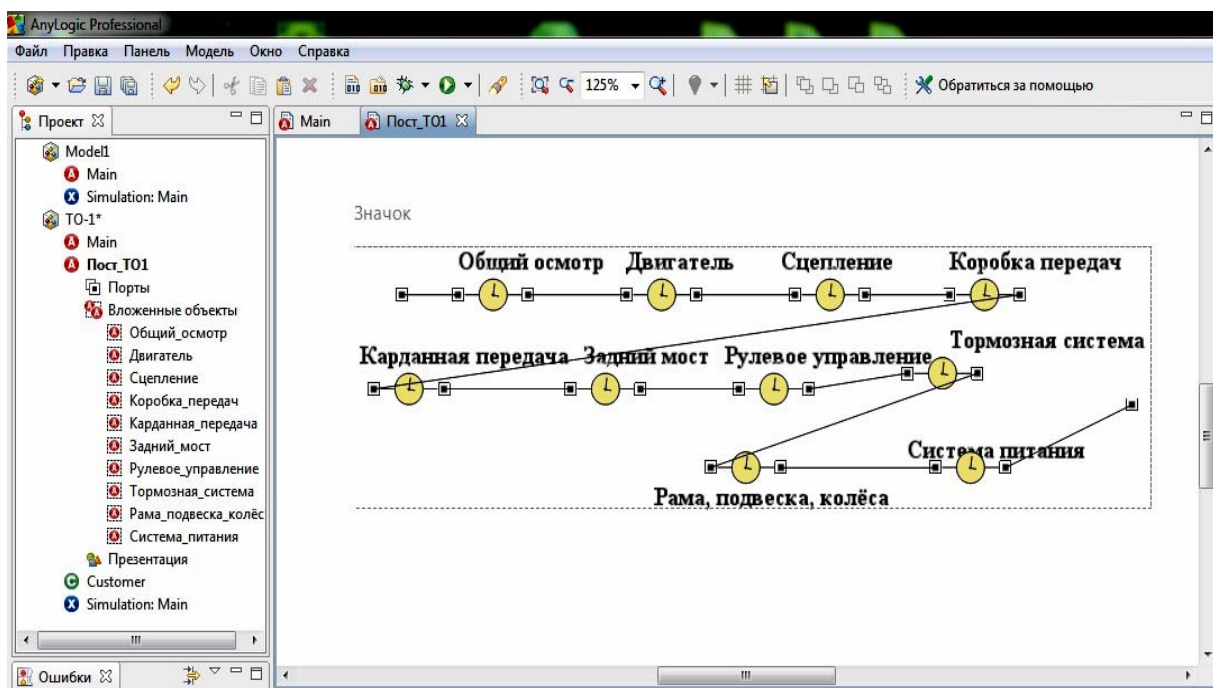 AnyLogic Professional
Файл Правка Панель Модель Окно Справка
125% Обратиться за помощью
Проект
Main Пост_ТО1
Model1
Main
Simulation: Main
ТО-1*
Main
Пост_ТО1
Порты
Вложенные объекты
Общий_осмотр
Двигатель
Сцепление
Коробка_передач
Карданная_передача
Задний_мост
Рулевое_управление
Тормозная_система
Рама_подвеска_колёс
Система_питания
Презентация
Customer
Simulation: Main
Ошибки
Значок
Общий осмотр Двигатель Сцепление Коробка передач
Карданная передача Задний мост Рулевое управление Тормозная система
Система питания
Рама, подвеска, колёса